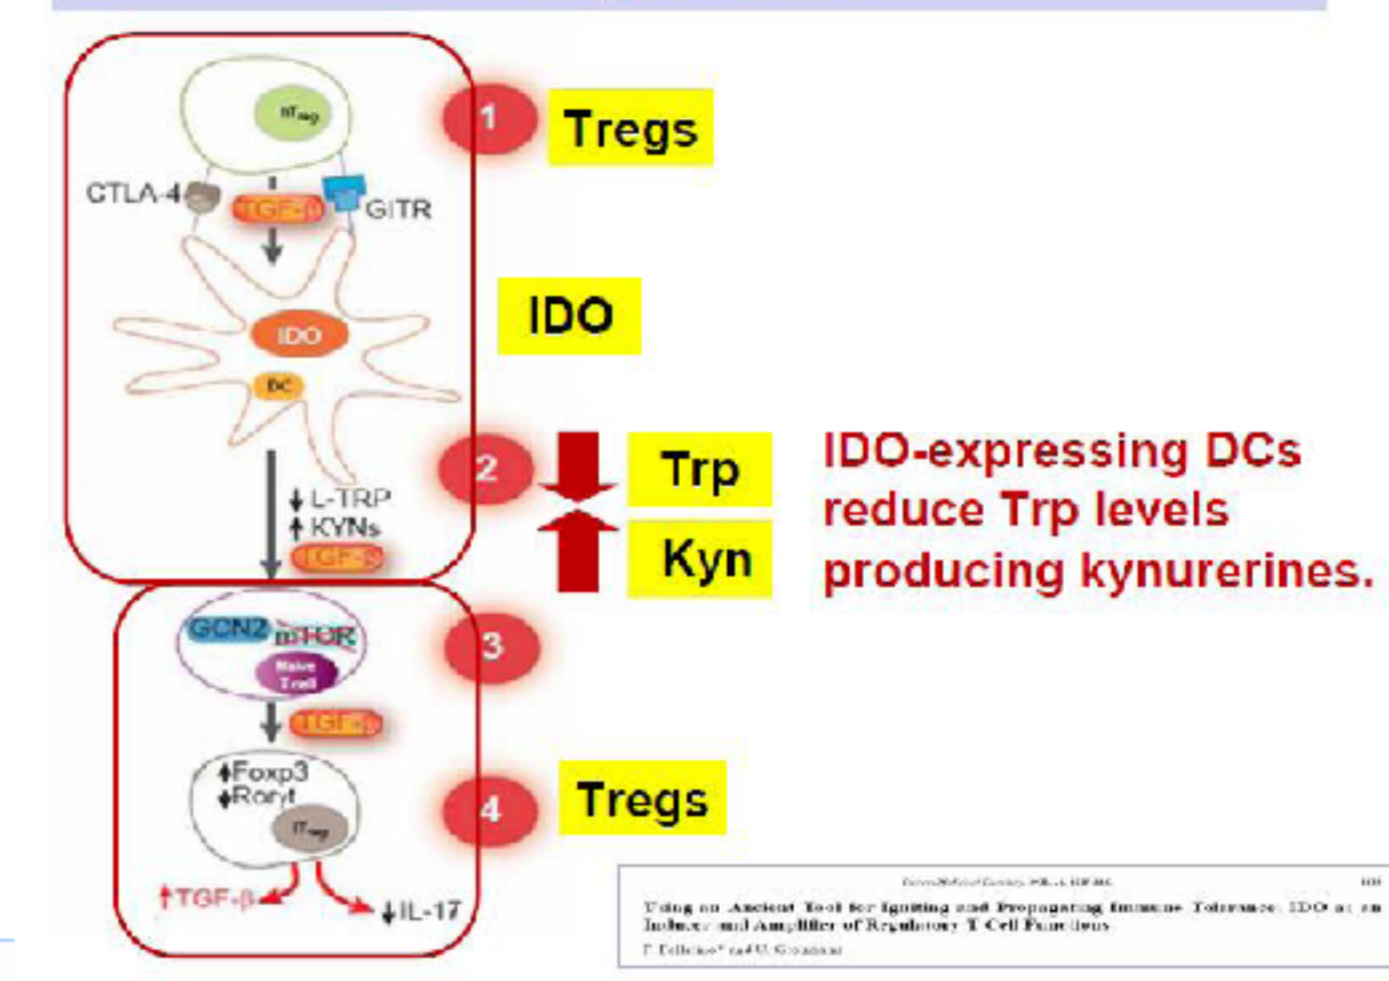 nTreg
1
Tregs
CTLA-4
TGF-β
GITR
IDO
IDO
DC
2
Trp
Kyn
IDO-expressing DCs
reduce Trp levels
producing kynurerines.
L-TRP
KYNs
TGF-β
GCN2
mTOR
3
Naive
T cell
TGF-β
Foxp3
Rorγt
iTreg
4
Tregs
TGF-β
IL-17
Using an Ancient Tool for Igniting and Propagating Immune Tolerance: IDO as an
Inducer and Amplifier of Regulatory T Cell Functions